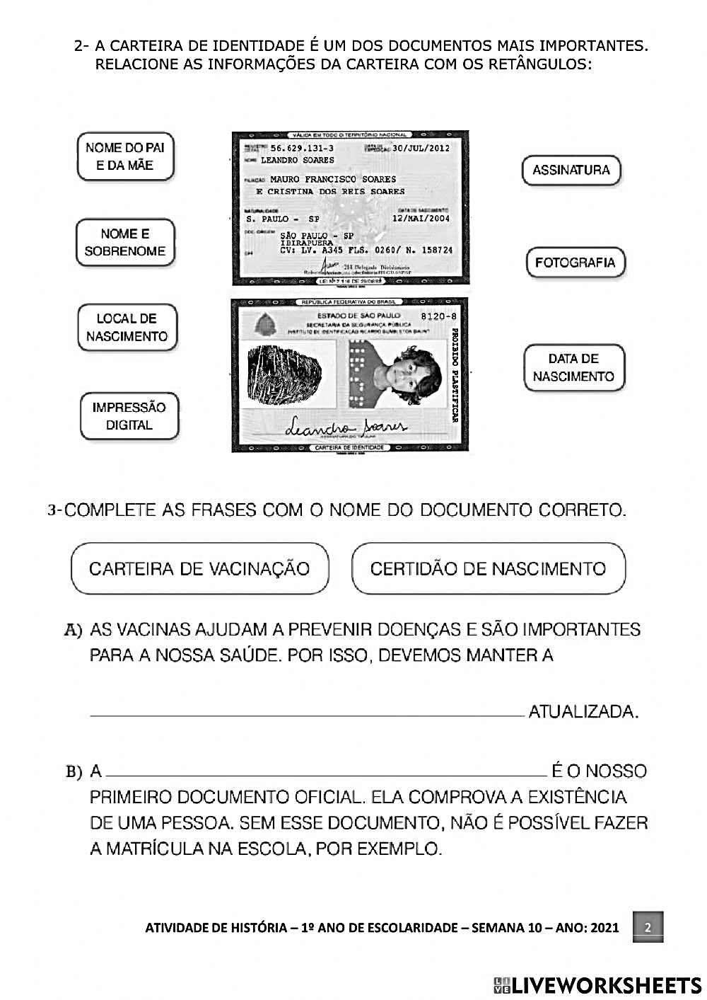 2- A CARTEIRA DE IDENTIDADE É UM DOS DOCUMENTOS MAIS IMPORTANTES.
RELACIONE AS INFORMAÇÕES DA CARTEIRA COM OS RETÂNGULOS:
NOME DO PAI
E DA MÃE
NOME E
SOBRENOME
LOCAL DE
NASCIMENTO
IMPRESSÃO
DIGITAL
VÁLIDA EM TODO O TERRITÓRIO NACIONAL
56.629.131-3 30/JUL/2012
NOME LEANDRO SOARES
FILIAÇÃO MAURO FRANCISCO SOARES
E CRISTINA DOS REIS SOARES
NATURALIDADE DATA DE NASCIMENTO
S. PAULO - SP 12/MAI/2004
DOC. ORIGEM SÃO PAULO - SP
IBIRAPUERA
CPF CV: LV. A345 FLS. 0260/ N. 158724
214 Delegado Divisionário
LEI Nº 7.116 DE 29/08/83
REPÚBLICA FEDERATIVA DO BRASIL
ESTADO DE SÃO PAULO 8120-8
SECRETARIA DA SEGURANÇA PÚBLICA
INSTITUTO DE IDENTIFICAÇÃO RICARDO GUMBLETON DAUNT
PROIBIDO PLASTIFICAR
Leandro Soares
ASSINATURA DO TITULAR
CARTEIRA DE IDENTIDADE
ASSINATURA
FOTOGRAFIA
DATA DE
NASCIMENTO
3-COMPLETE AS FRASES COM O NOME DO DOCUMENTO CORRETO.
CARTEIRA DE VACINAÇÃO
CERTIDÃO DE NASCIMENTO
A) AS VACINAS AJUDAM A PREVENIR DOENÇAS E SÃO IMPORTANTES
PARA A NOSSA SAÚDE. POR ISSO, DEVEMOS MANTER A
ATUALIZADA.
B) A É O NOSSO
PRIMEIRO DOCUMENTO OFICIAL. ELA COMPROVA A EXISTÊNCIA
DE UMA PESSOA. SEM ESSE DOCUMENTO, NÃO É POSSÍVEL FAZER
A MATRÍCULA NA ESCOLA, POR EXEMPLO.
ATIVIDADE DE HISTÓRIA – 1º ANO DE ESCOLARIDADE – SEMANA 10 – ANO: 2021 2
LIVE LIVEWORKSHEETS